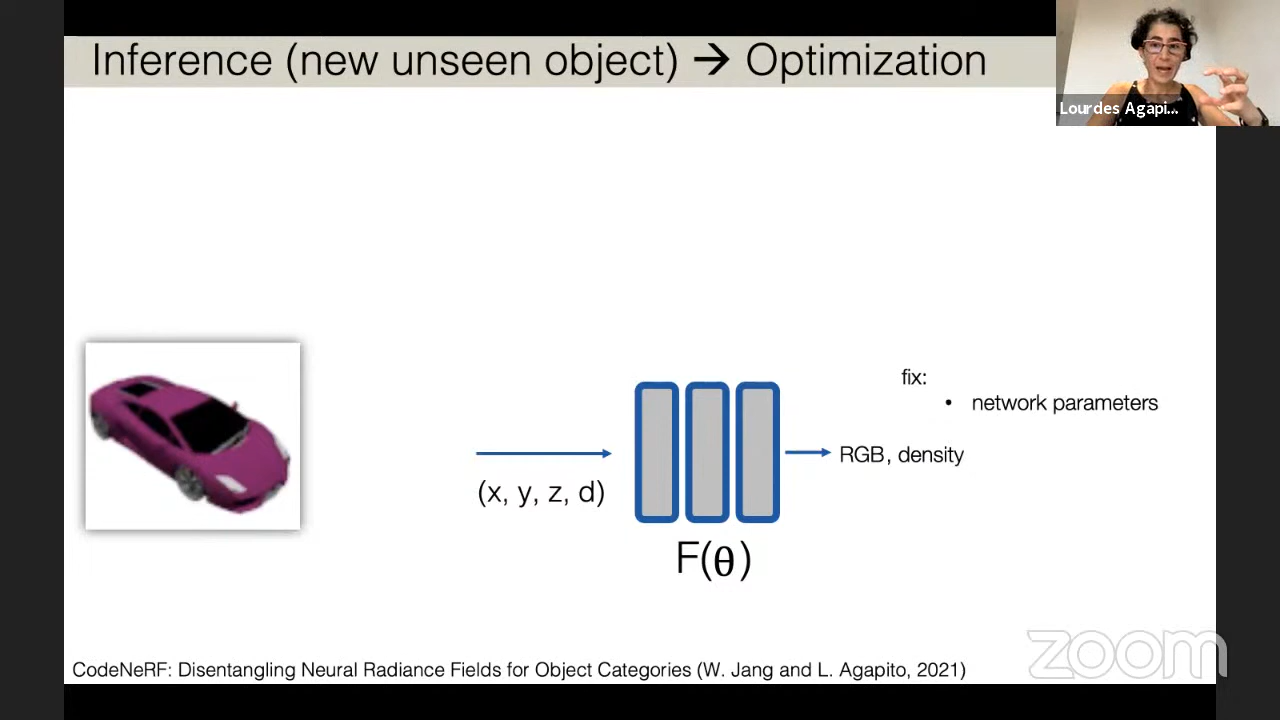 Inference (new unseen object) → Optimization
Lourdes Agapi...
fix:
• network parameters
RGB, density
(x, y, z, d)
F(θ)
CodeNeRF: Disentangling Neural Radiance Fields for Object Categories (W. Jang and L. Agapito, 2021)
zoom